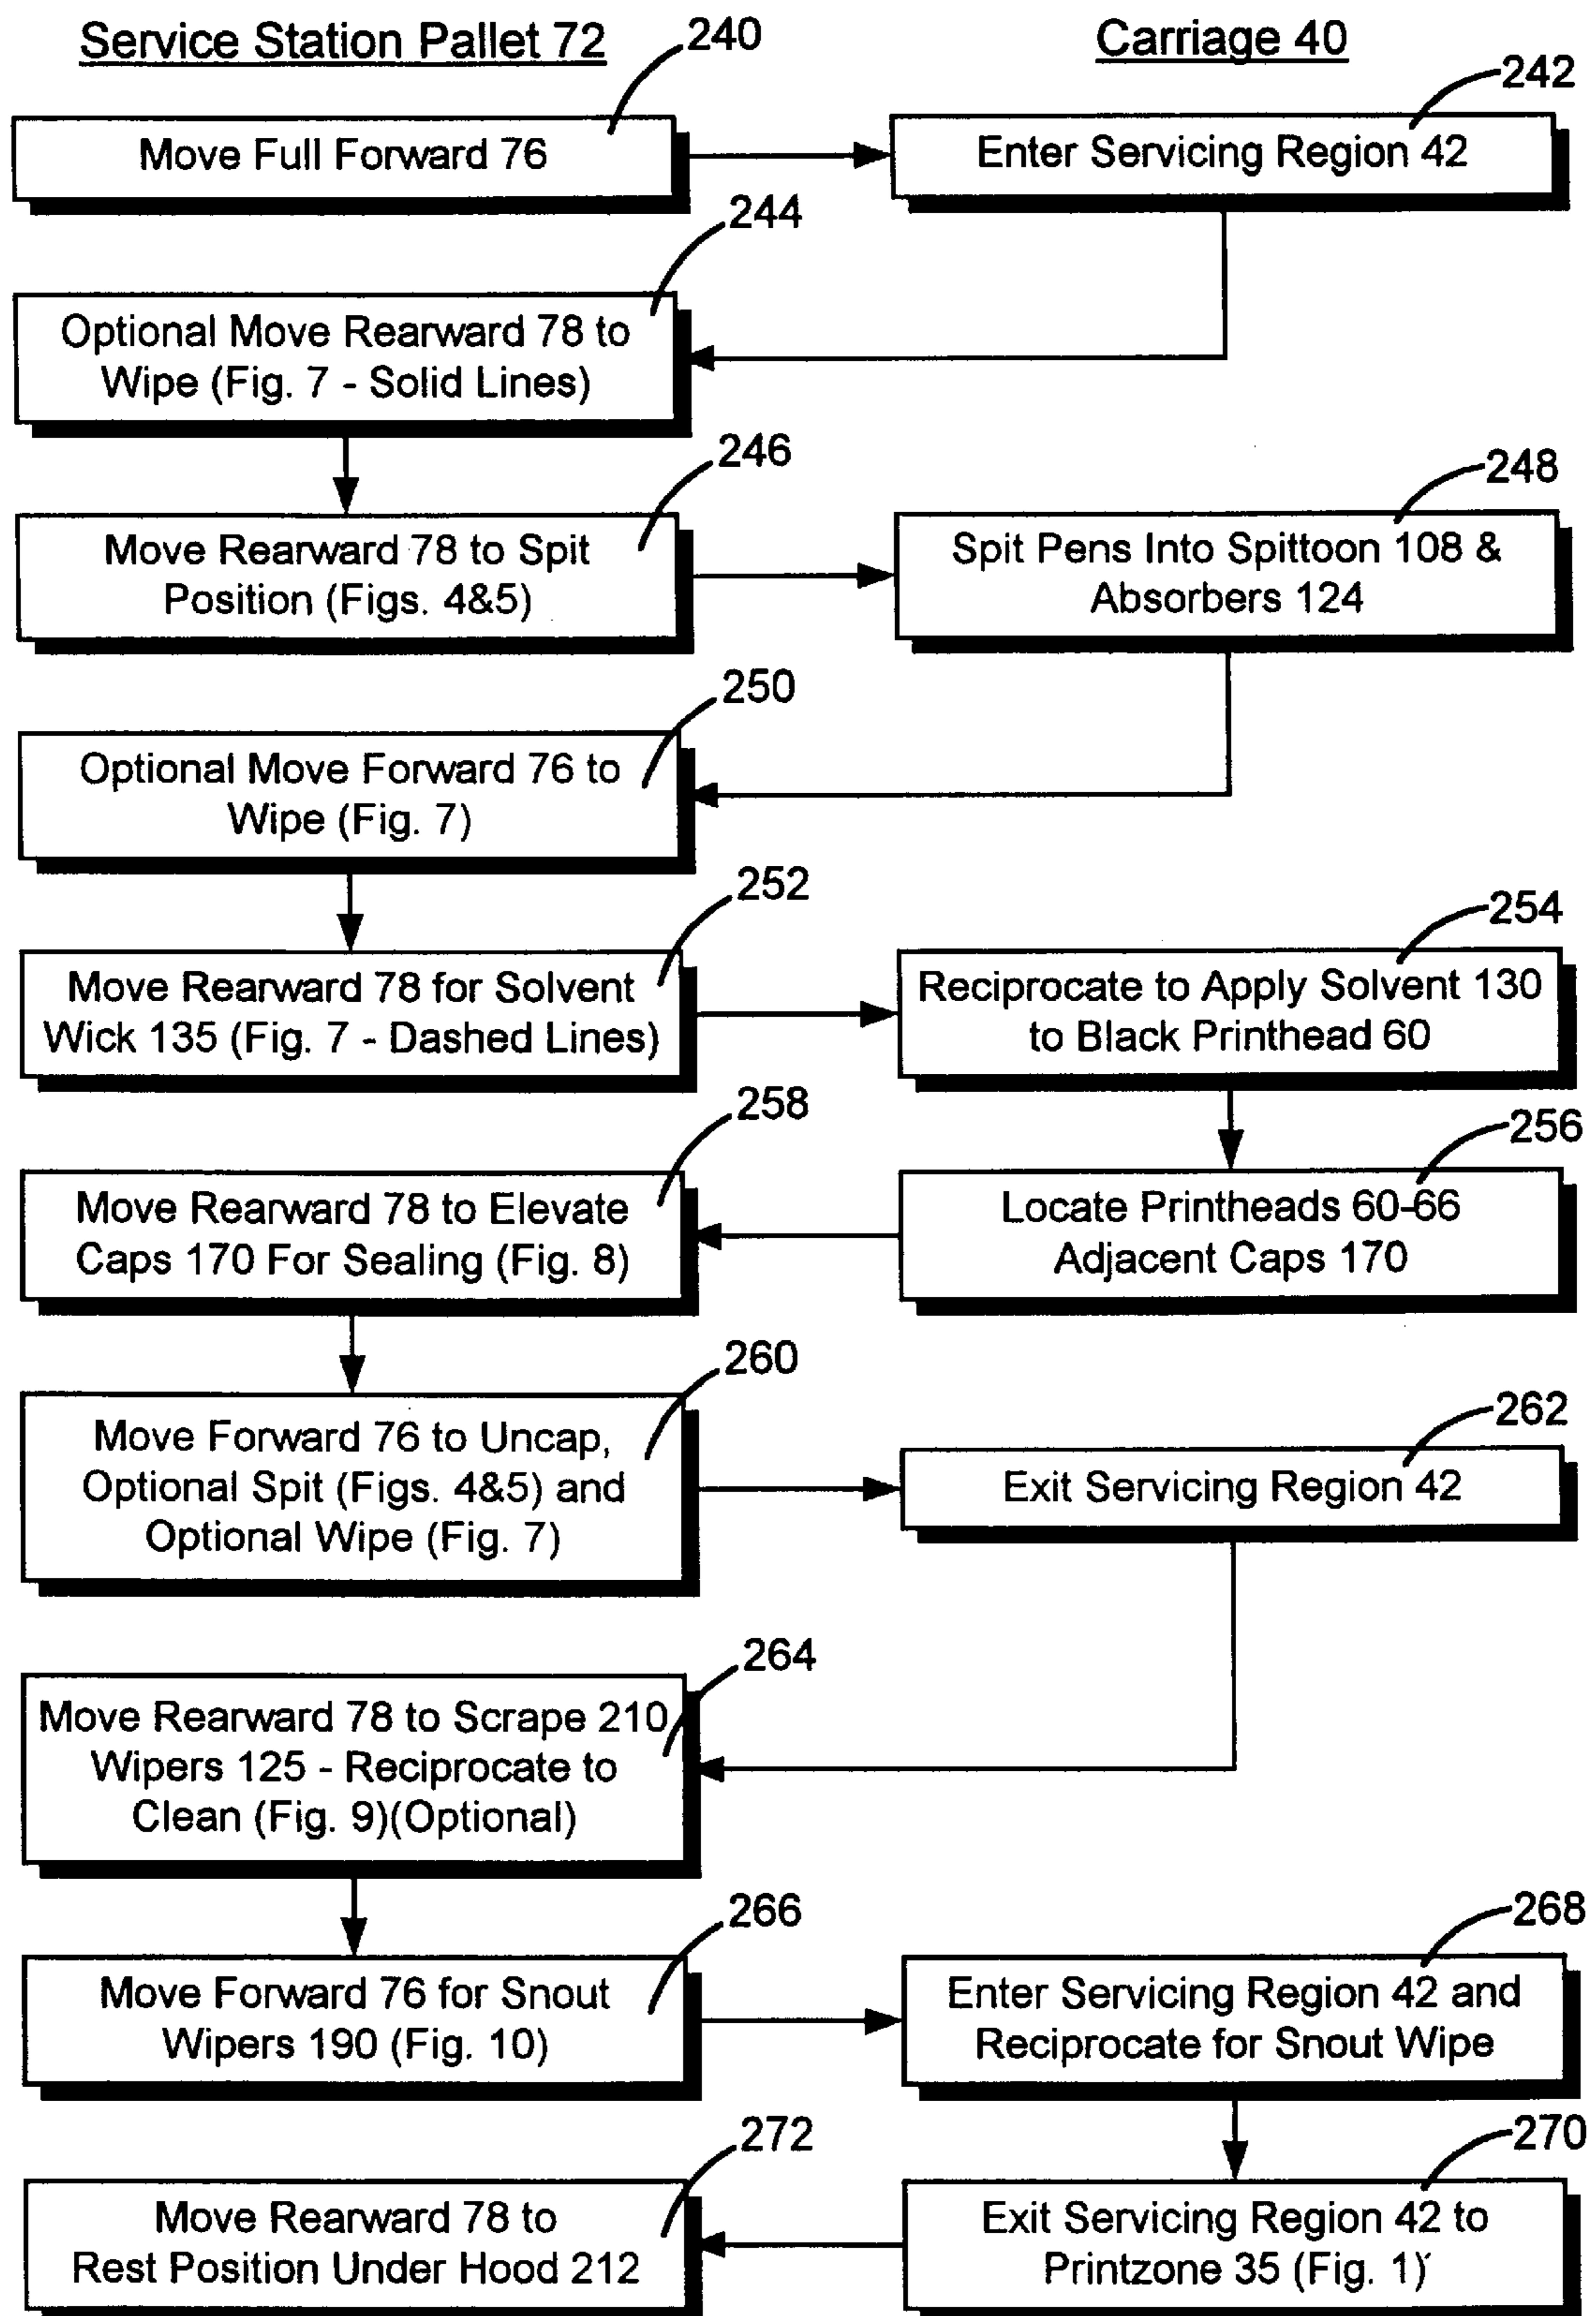 Service Station Pallet 72
240
Carriage 40
242
Move Full Forward 76
Enter Servicing Region 42
244
Optional Move Rearward 78 to
Wipe (Fig. 7 - Solid Lines)
246
248
Move Rearward 78 to Spit
Position (Figs. 4&5)
Spit Pens Into Spittoon 108 &
Absorbers 124
250
Optional Move Forward 76 to
Wipe (Fig. 7)
252
254
Move Rearward 78 for Solvent
Wick 135 (Fig. 7 - Dashed Lines)
Reciprocate to Apply Solvent 130
to Black Printhead 60
258
256
Move Rearward 78 to Elevate
Caps 170 For Sealing (Fig. 8)
Locate Printheads 60-66
Adjacent Caps 170
260
262
Move Forward 76 to Uncap,
Optional Spit (Figs. 4&5) and
Optional Wipe (Fig. 7)
Exit Servicing Region 42
264
Move Rearward 78 to Scrape 210
Wipers 125 - Reciprocate to
Clean (Fig. 9)(Optional)
266
268
Move Forward 76 for Snout
Wipers 190 (Fig. 10)
Enter Servicing Region 42 and
Reciprocate for Snout Wipe
272
270
Move Rearward 78 to
Rest Position Under Hood 212
Exit Servicing Region 42 to
Printzone 35 (Fig. 1)